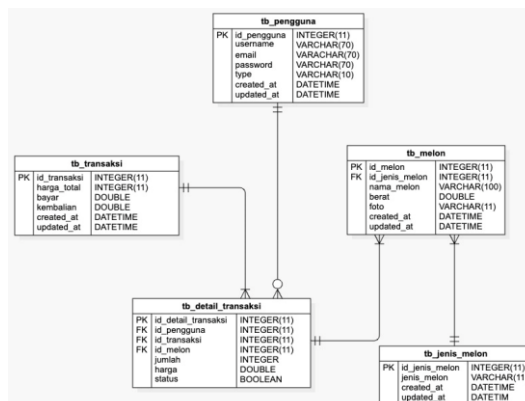 tb_pengguna
PK id_pengguna INTEGER(11)
username VARCHAR(70)
email VARACHAR(70)
password VARCHAR(70)
type VARCHAR(10)
created_at DATETIME
updated_at DATETIME
tb_transaksi
PK id_transaksi INTEGER(11)
harga_total INTEGER(11)
bayar DOUBLE
kembalian DOUBLE
created_at DATETIME
updated_at DATETIME
tb_melon
PK id_melon INTEGER(11)
FK id_jenis_melon INTEGER(11)
nama_melon VARCHAR(100)
berat DOUBLE
foto VARCHAR(11)
created_at DATETIME
updated_at DATETIME
tb_detail_transaksi
PK id_detail_transaksi INTEGER(11)
FK id_pengguna INTEGER(11)
FK id_transaksi INTEGER(11)
FK id_melon INTEGER(11)
jumlah INTEGER
harga DOUBLE
status BOOLEAN
tb_jenis_melon
PK id_jenis_melon INTEGER(11)
jenis_melon VARCHAR(11
created_at DATETIME
updated_at DATETIM